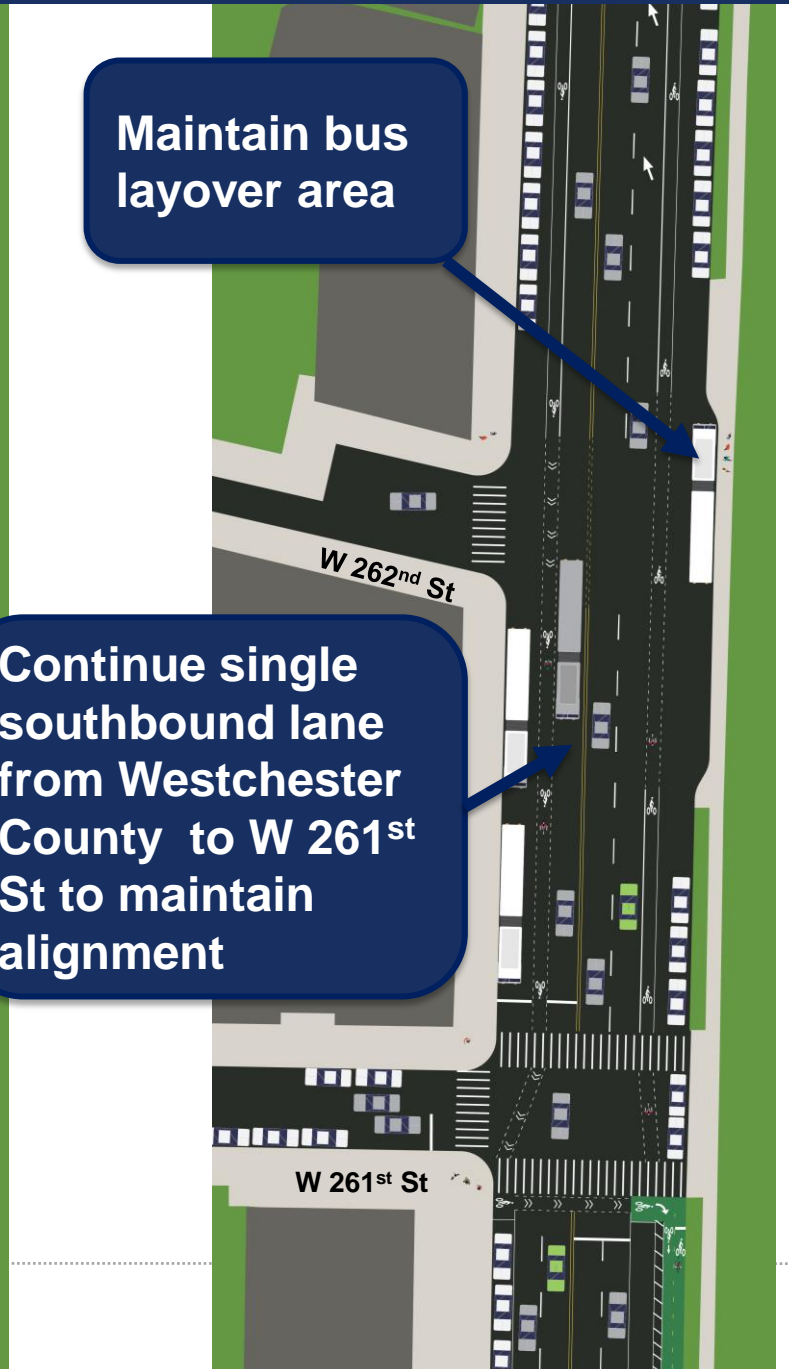 Maintain bus
layover area
W 262nd St
Continue single
southbound lane
from Westchester
County to W 261st
St to maintain
alignment
W 261st St